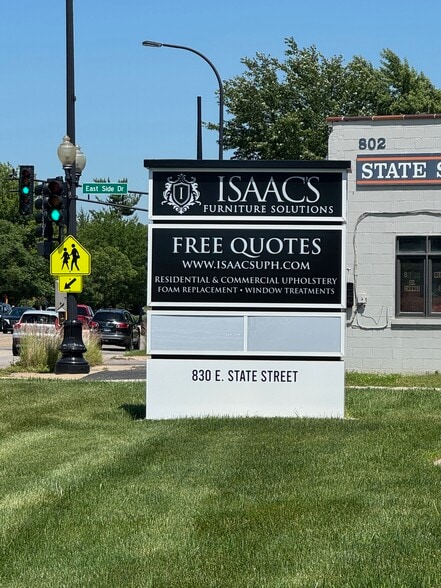 802
STATE S
East Side Dr
ISAAC'S
FURNITURE SOLUTIONS
FREE QUOTES
WWW.ISAACSUPH.COM
RESIDENTIAL & COMMERCIAL UPHOLSTERY
FOAM REPLACEMENT • WINDOW TREATMENTS
830 E. STATE STREET